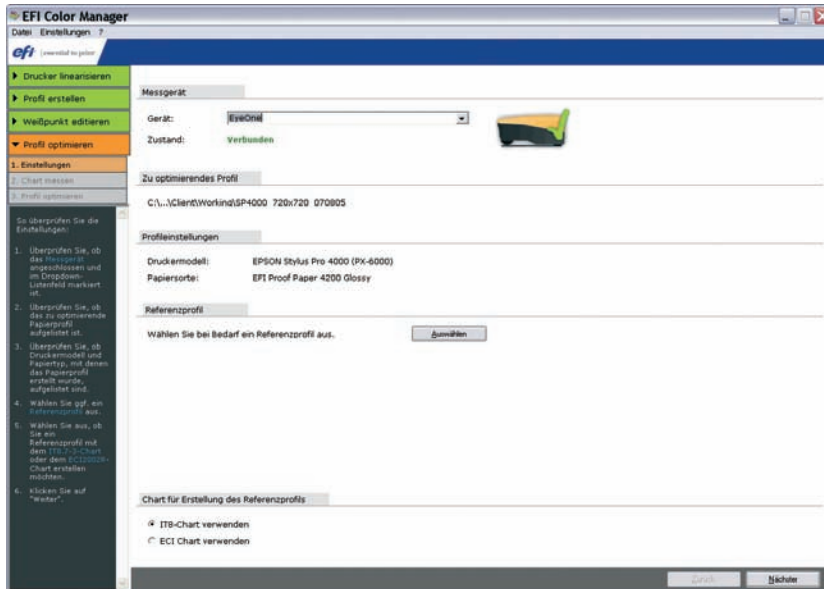 EFI Color Manager
Datei Einstellungen ?
efi essential to print
Drucker linearisieren
Profil erstellen
Weißpunkt editieren
Profil optimieren
1. Einstellungen
2. Chart messen
3. Profil optimieren
So überprüfen Sie die
Einstellungen:
1. Überprüfen Sie, ob
das Messgerät
angeschlossen und
im Dropdown-
Listenfeld markiert
ist.
2. Überprüfen Sie, ob
das zu optimierende
Papierprofil
aufgelistet ist.
3. Überprüfen Sie, ob
Druckermodell und
Papiertyp, mit denen
das Papierprofil
erstellt wurde,
aufgelistet sind.
4. Wählen Sie ggf. ein
Referenzprofil aus.
5. Wählen Sie aus, ob
Sie ein
Referenzprofil mit
dem IT8.7-3-Chart
oder dem ECI2002R-
Chart erstellen
möchten.
6. Klicken Sie auf
"Weiter".
Messgerät
Gerät: EyeOne
Zustand: Verbunden
Zu optimierendes Profil
C:\...\Client\Working\SP4000 720x720 070805
Profileinstellungen
Druckermodell: EPSON Stylus Pro 4000 (PX-6000)
Papiersorte: EFI Proof Paper 4200 Glossy
Referenzprofil
Wählen Sie bei Bedarf ein Referenzprofil aus. Auswählen
Chart für Erstellung des Referenzprofils
IT8-Chart verwenden
ECI Chart verwenden
Zurück Nächster